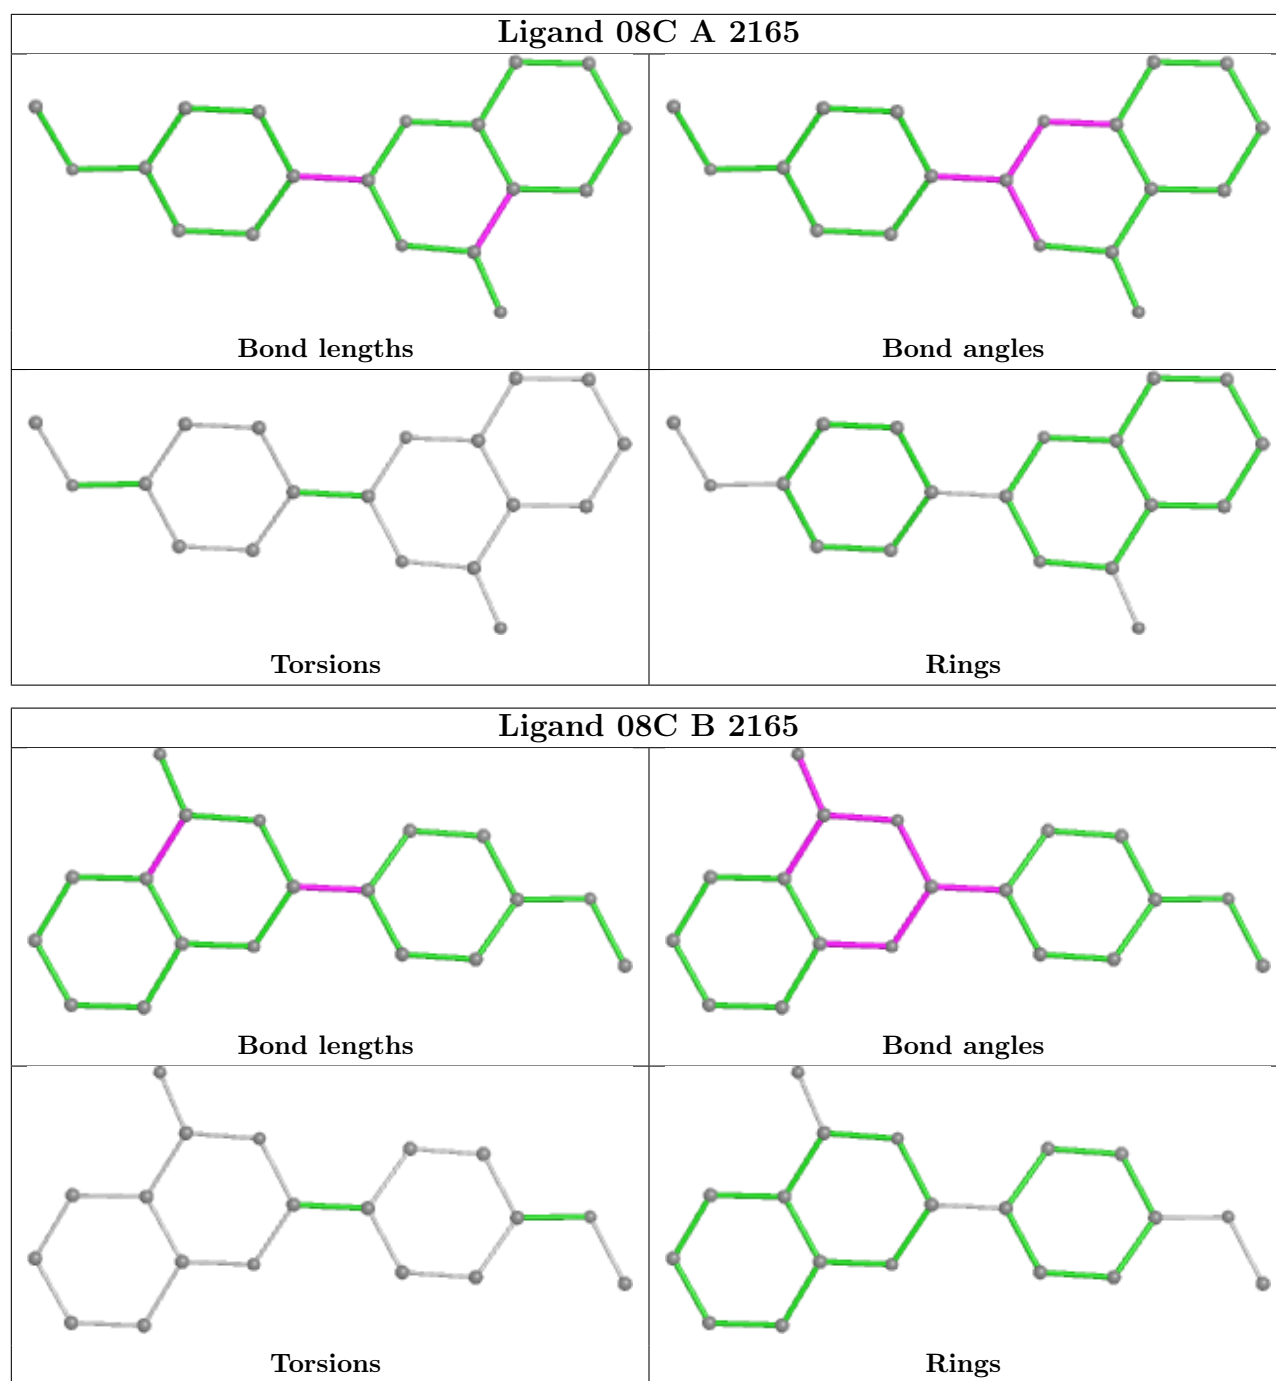 Ligand 08C A 2165
Bond lengths
Bond angles
Torsions
Rings
Ligand 08C B 2165
Bond lengths
Bond angles
Torsions
Rings